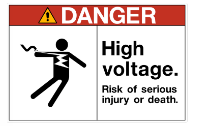 DANGER
High
voltage.
Risk of serious
injury or death.